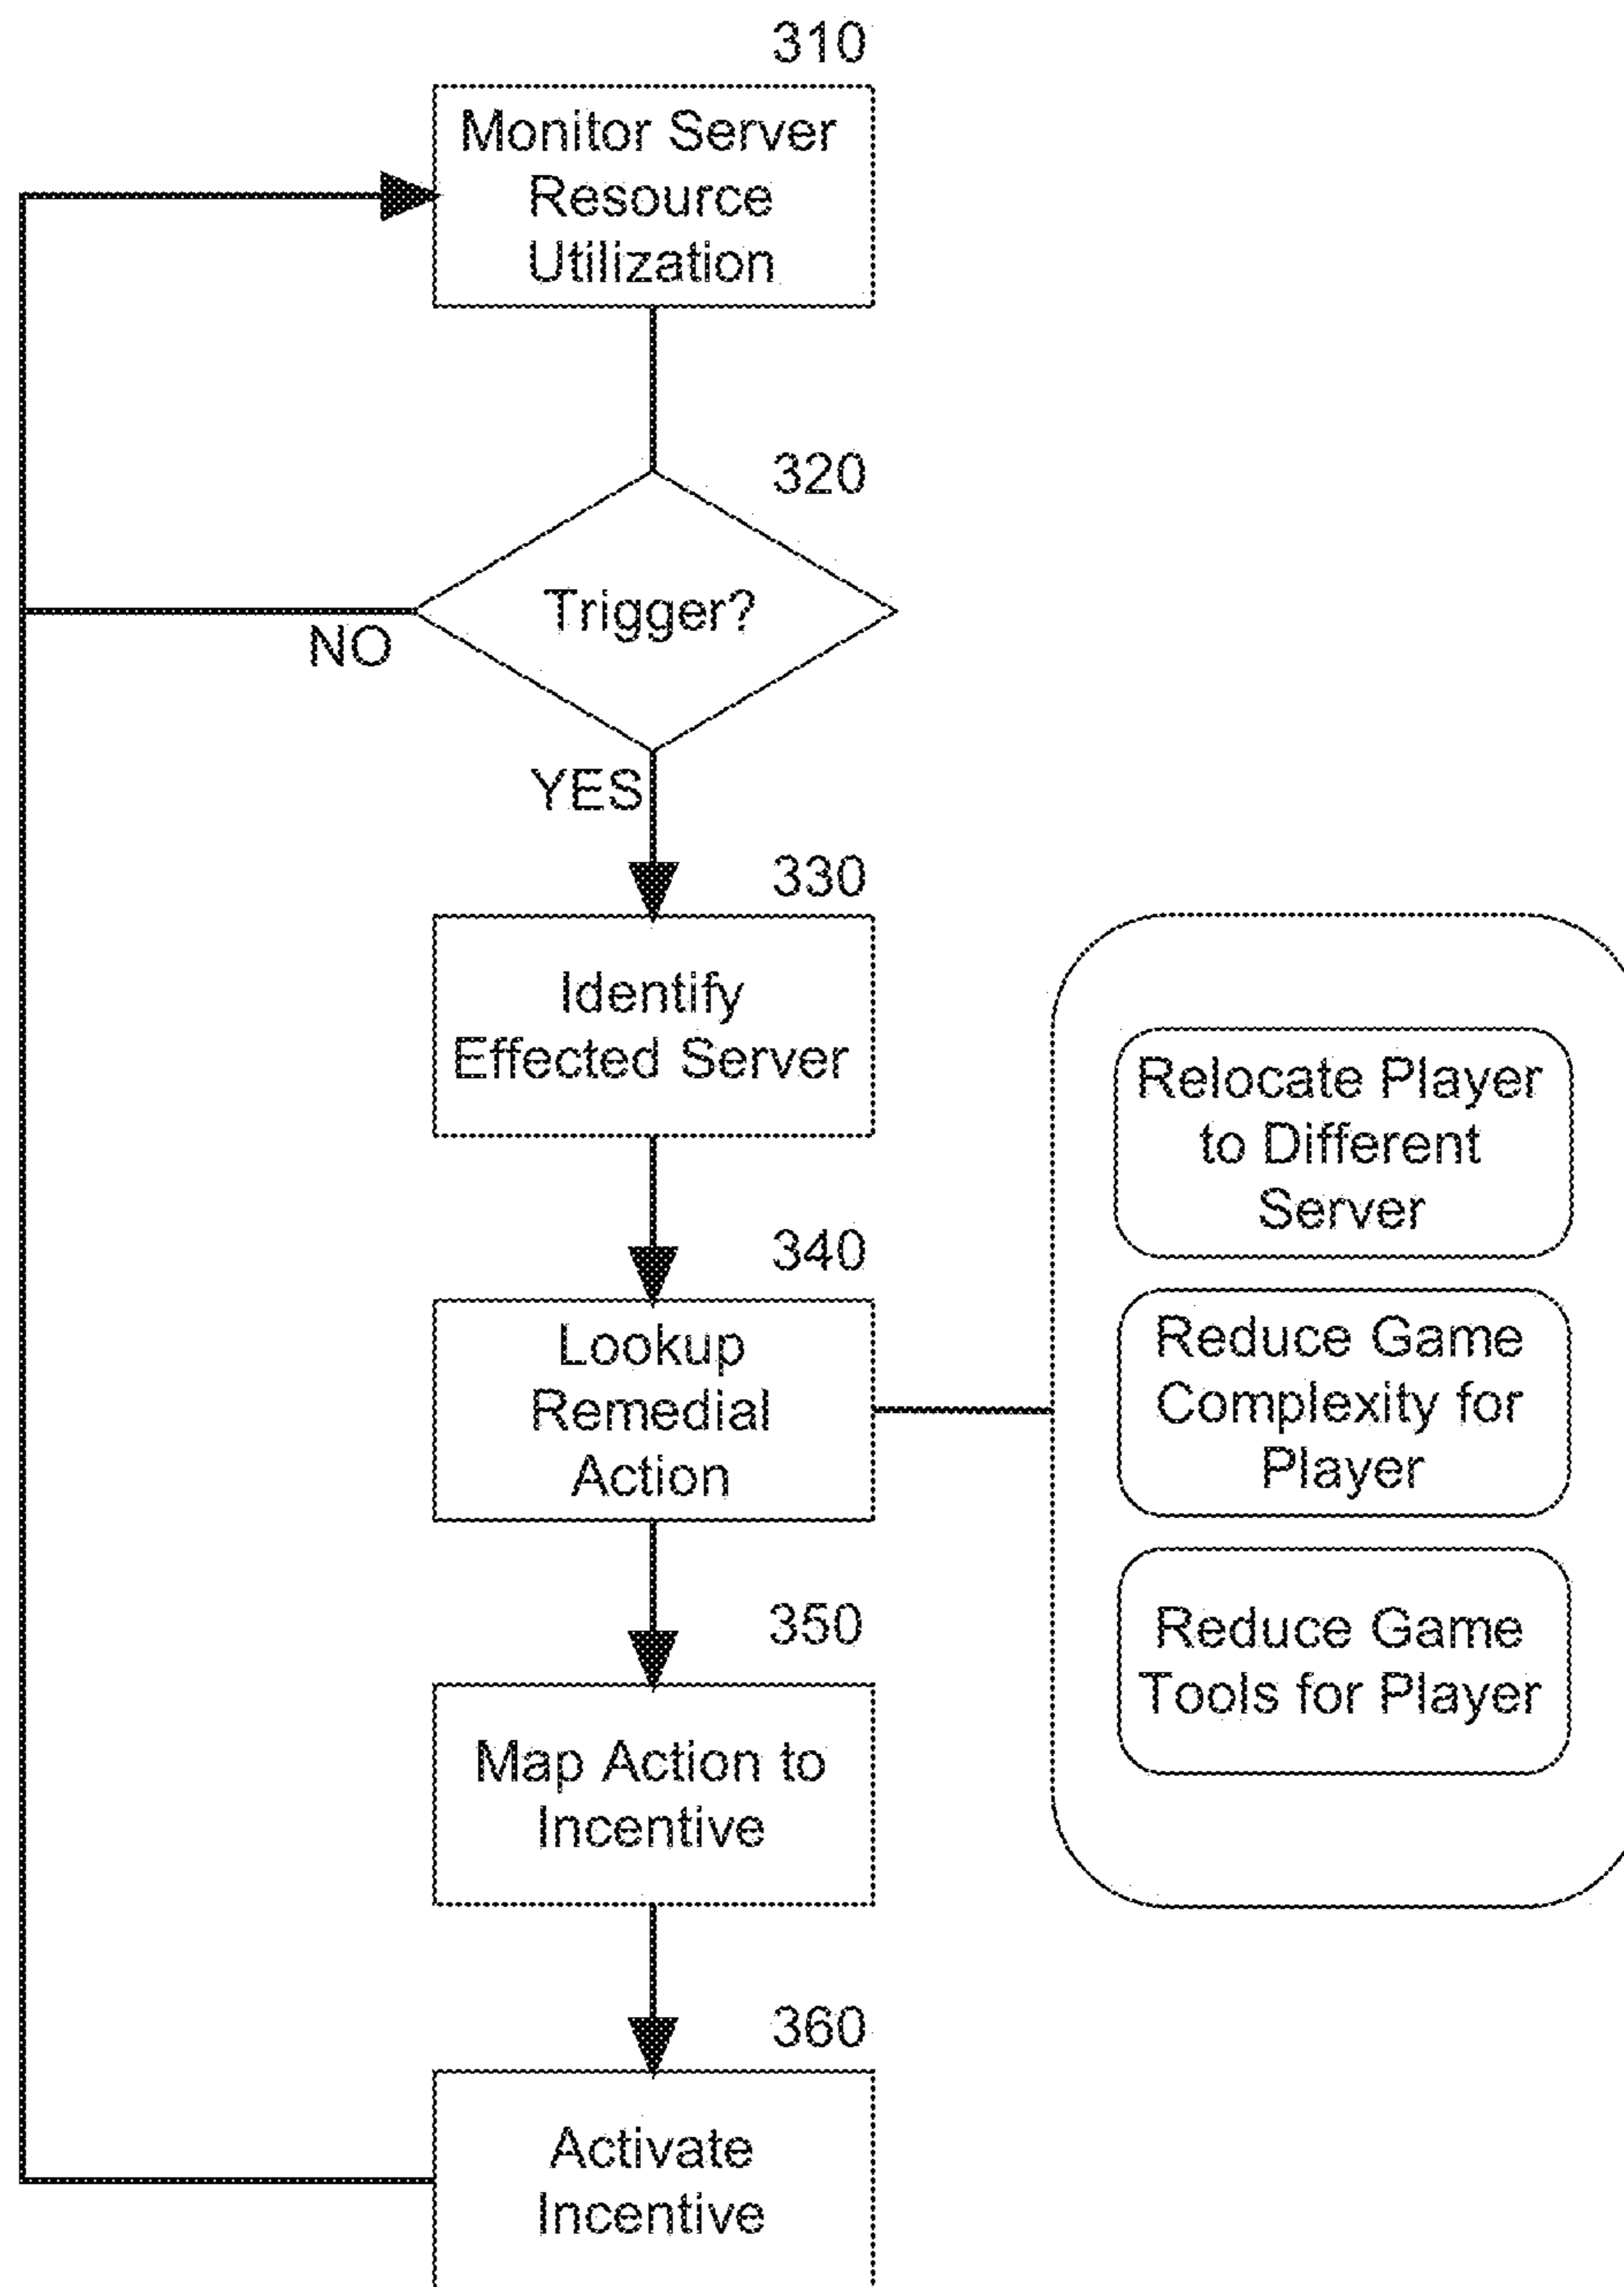 310
Monitor Server
Resource
Utilization
320
Trigger?
NO
YES
330
Identify
Effected Server
340
Lookup
Remedial
Action
Relocate Player
to Different
Server
Reduce Game
Complexity for
Player
Reduce Game
Tools for Player
350
Map Action to
Incentive
360
Activate
Incentive